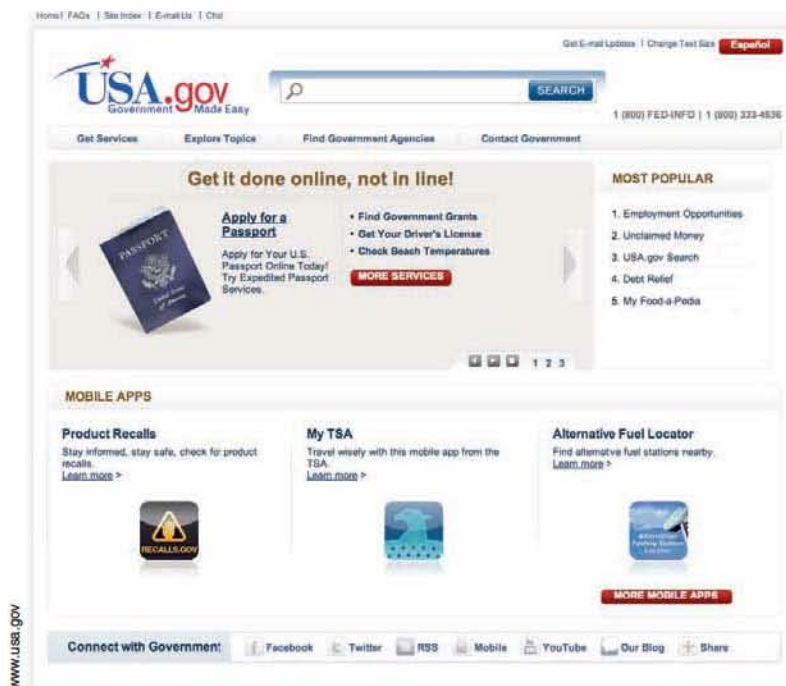 Home | FAQs | Site Index | E-mail Us | Chat
Get E-mail Updates | Change Text Size Español
USA.gov
Government Made Easy
SEARCH
1 (800) FED-INFO | 1 (800) 333-4636
Get Services Explore Topics Find Government Agencies Contact Government
Get it done online, not in line!
PASSPORT
United States of America
Apply for a
Passport
Apply for Your U.S.
Passport Online Today!
Try Expedited Passport
Services.
• Find Government Grants
• Get Your Driver's License
• Check Beach Temperatures
MORE SERVICES
1 2 3
MOST POPULAR
1. Employment Opportunities
2. Unclaimed Money
3. USA.gov Search
4. Debt Relief
5. My Food-a-Pedia
MOBILE APPS
Product Recalls
Stay informed, stay safe, check for product
recalls.
Learn more >
RECALLS.GOV
My TSA
Travel wisely with this mobile app from the
TSA.
Learn more >
Alternative Fuel Locator
Find alternative fuel stations nearby.
Learn more >
MORE MOBILE APPS
Connect with Government Facebook Twitter RSS Mobile YouTube Our Blog Share
www.usa.gov